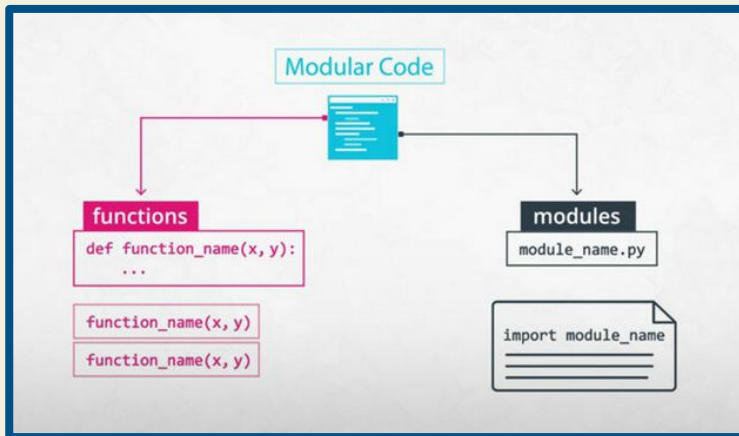 Modular Code
functions
def function_name(x, y):
...
function_name(x, y)
function_name(x, y)
modules
module_name.py
import module_name